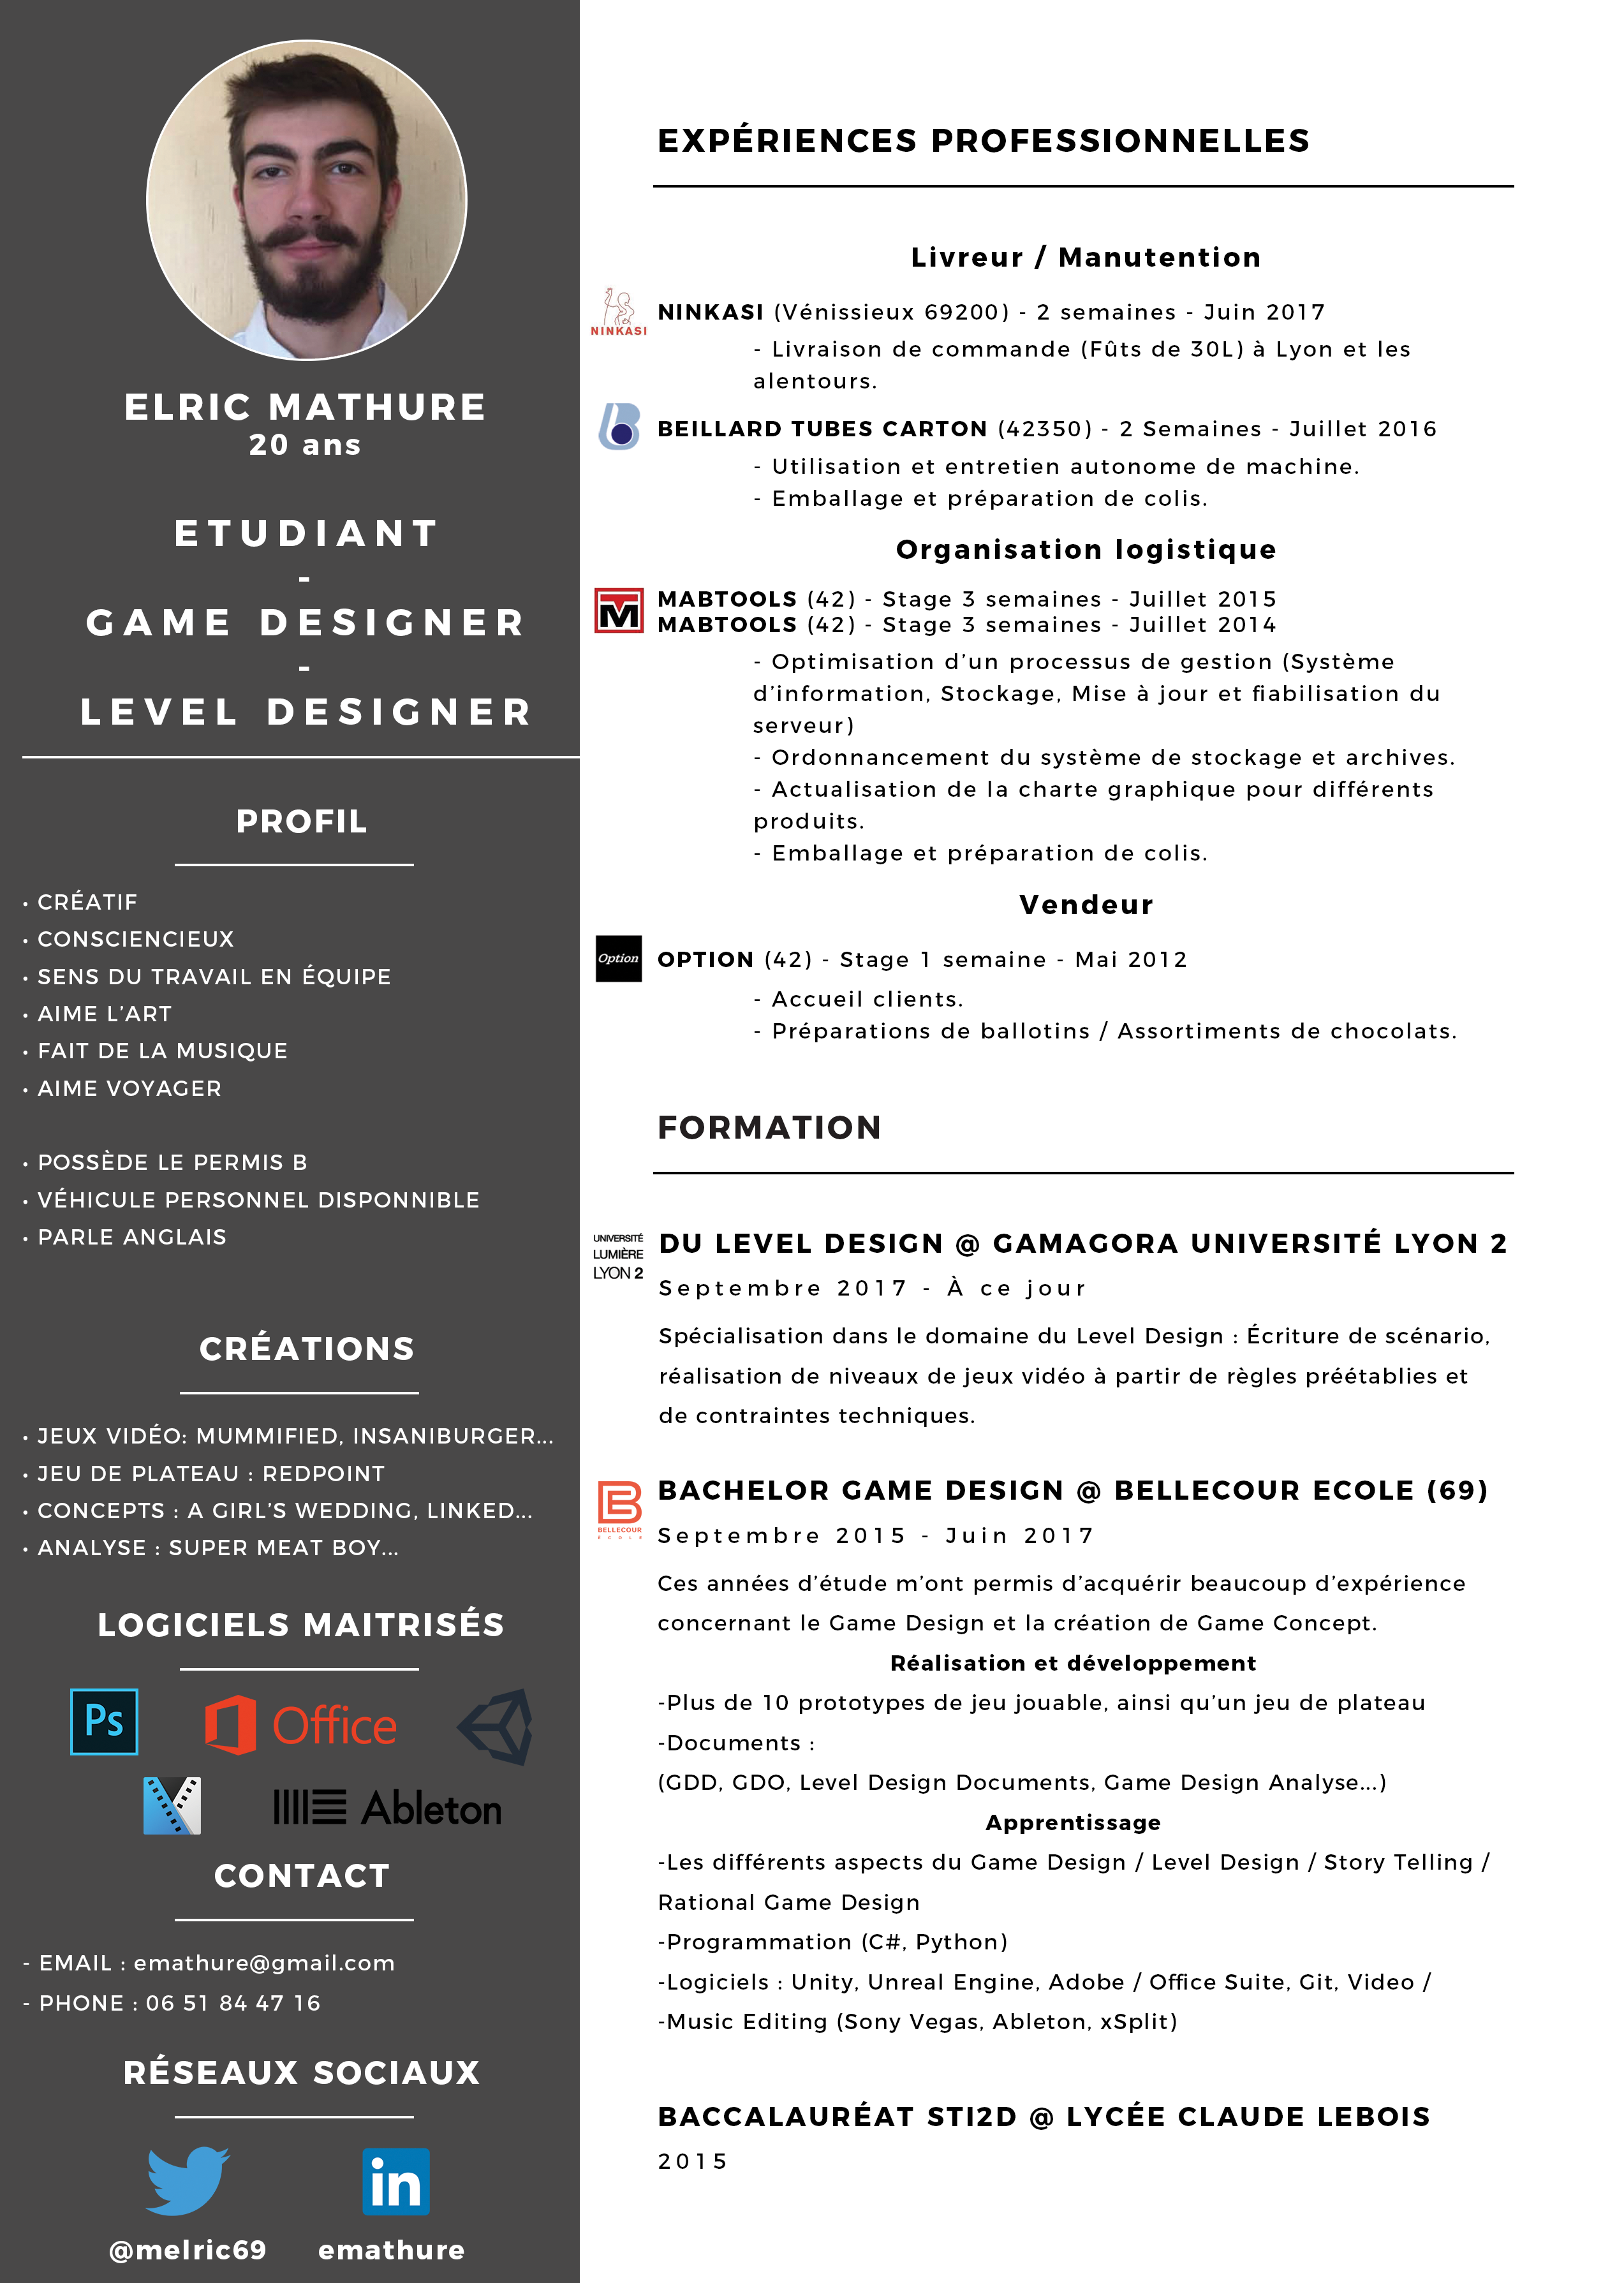 ELRIC MATHURE
20 ans
ETUDIANT
-
GAME DESIGNER
-
LEVEL DESIGNER
PROFIL
• CRÉATIF
• CONSCIENCIEUX
• SENS DU TRAVAIL EN ÉQUIPE
• AIME L'ART
• FAIT DE LA MUSIQUE
• AIME VOYAGER
• POSSÈDE LE PERMIS B
• VÉHICULE PERSONNEL DISPONNIBLE
• PARLE ANGLAIS
CRÉATIONS
• JEUX VIDÉO: MUMMIFIED, INSANIBURGER...
• JEU DE PLATEAU : REDPOINT
• CONCEPTS : A GIRL'S WEDDING, LINKED...
• ANALYSE : SUPER MEAT BOY...
LOGICIELS MAITRISÉS
Ps
Office
Ableton
CONTACT
- EMAIL : emathure@gmail.com
- PHONE : 06 51 84 47 16
RÉSEAUX SOCIAUX
in
@melric69 emathure
EXPÉRIENCES PROFESSIONNELLES
Livreur / Manutention
NINKASI
NINKASI (Vénissieux 69200) - 2 semaines - Juin 2017
- Livraison de commande (Fûts de 30L) à Lyon et les
alentours.
BEILLARD TUBES CARTON (42350) - 2 Semaines - Juillet 2016
- Utilisation et entretien autonome de machine.
- Emballage et préparation de colis.
Organisation logistique
M
MABTOOLS (42) - Stage 3 semaines - Juillet 2015
MABTOOLS (42) - Stage 3 semaines - Juillet 2014
- Optimisation d'un processus de gestion (Système
d'information, Stockage, Mise à jour et fiabilisation du
serveur)
- Ordonnancement du système de stockage et archives.
- Actualisation de la charte graphique pour différents
produits.
- Emballage et préparation de colis.
Vendeur
Option
OPTION (42) - Stage 1 semaine - Mai 2012
- Accueil clients.
- Préparations de ballotins / Assortiments de chocolats.
FORMATION
UNIVERSITÉ
LUMIÈRE
LYON 2
DU LEVEL DESIGN @ GAMAGORA UNIVERSITÉ LYON 2
Septembre 2017 - À ce jour
Spécialisation dans le domaine du Level Design : Écriture de scénario,
réalisation de niveaux de jeux vidéo à partir de règles préétablies et
de contraintes techniques.
B
BELLECOUR
ÉCOLE
BACHELOR GAME DESIGN @ BELLECOUR ECOLE (69)
Septembre 2015 - Juin 2017
Ces années d'étude m'ont permis d'acquérir beaucoup d'expérience
concernant le Game Design et la création de Game Concept.
Réalisation et développement
-Plus de 10 prototypes de jeu jouable, ainsi qu'un jeu de plateau
-Documents :
(GDD, GDO, Level Design Documents, Game Design Analyse...)
Apprentissage
-Les différents aspects du Game Design / Level Design / Story Telling /
Rational Game Design
-Programmation (C#, Python)
-Logiciels : Unity, Unreal Engine, Adobe / Office Suite, Git, Video /
-Music Editing (Sony Vegas, Ableton, xSplit)
BACCALAURÉAT STI2D @ LYCÉE CLAUDE LEBOIS
2015